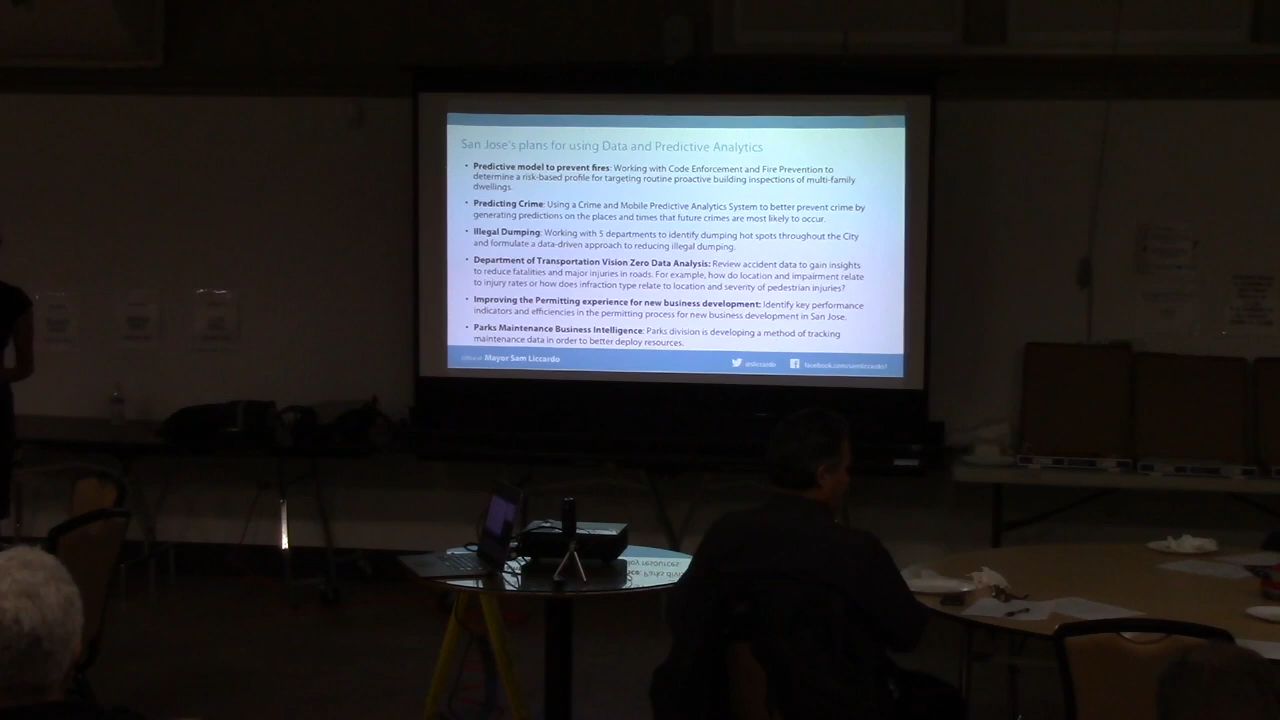 San Jose's plans for using Data and Predictive Analytics
• Predictive model to prevent fires: Working with Code Enforcement and Fire Prevention to
determine a risk-based profile for targeting routine proactive building inspections of multi-family
dwellings.
• Predicting Crime: Using a Crime and Mobile Predictive Analytics System to better prevent crime by
generating predictions on the places and times that future crimes are most likely to occur.
• Illegal Dumping: Working with 5 departments to identify dumping hot spots throughout the City
and formulate a data-driven approach to reducing illegal dumping.
• Department of Transportation Vision Zero Data Analysis: Review accident data to gain insights
to reduce fatalities and major injuries in roads. For example, how do location and impairment relate
to injury rates or how does infraction type relate to location and severity of pedestrian injuries?
• Improving the Permitting experience for new business development: Identify key performance
indicators and efficiencies in the permitting process for new business development in San Jose.
• Parks Maintenance Business Intelligence: Parks division is developing a method of tracking
maintenance data in order to better deploy resources.
Office of Mayor Sam Liccardo
@sliccardo